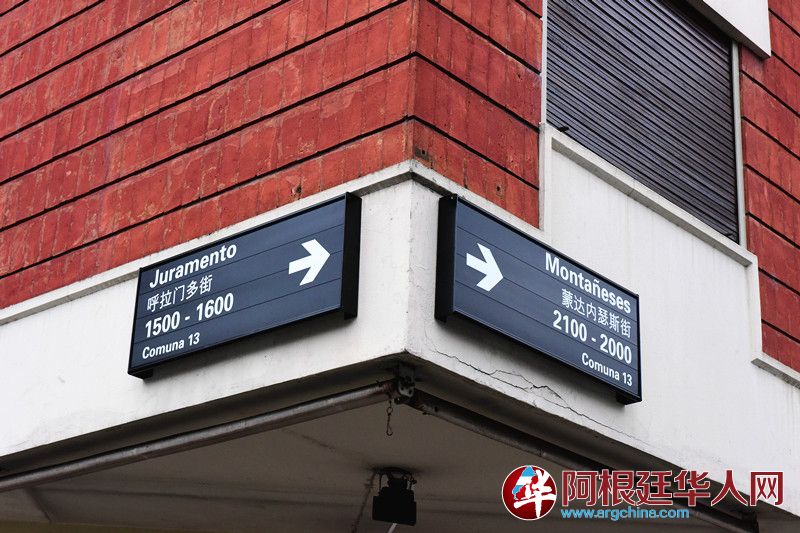 Juramento
呼拉门多街
1500 - 1600
Comuna 13
Montañeses
蒙达内瑟斯街
2100 - 2000
Comuna 13
华
阿根廷华人网
www.argchina.com